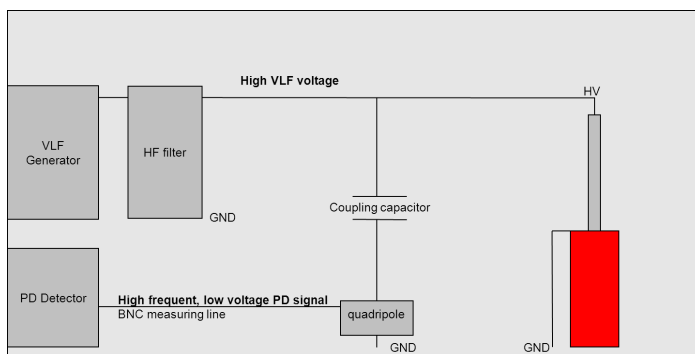 High VLF voltage
HV
VLF
Generator
HF filter
GND
Coupling capacitor
PD Detector
High frequent, low voltage PD signal
BNC measuring line
quadripole
GND
GND